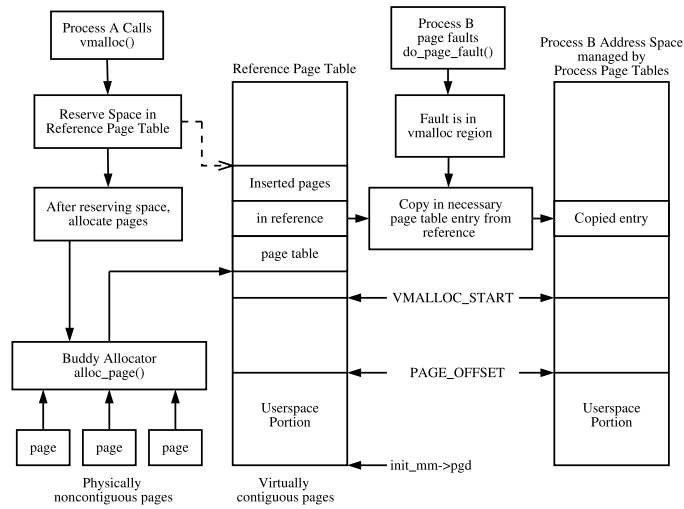 Process A Calls
vmalloc()
Reserve Space in
Reference Page Table
After reserving space,
allocate pages
Buddy Allocator
alloc_page()
page
page
page
Physically
noncontiguous pages
Reference Page Table
Inserted pages
in reference
page table
Userspace
Portion
Virtually
contiguous pages
Process B
page faults
do_page_fault()
Fault is in
vmalloc region
Copy in necessary
page table entry from
reference
VMALLOC_START
PAGE_OFFSET
init_mm->pgd
Process B Address Space
managed by
Process Page Tables
Copied entry
Userspace
Portion